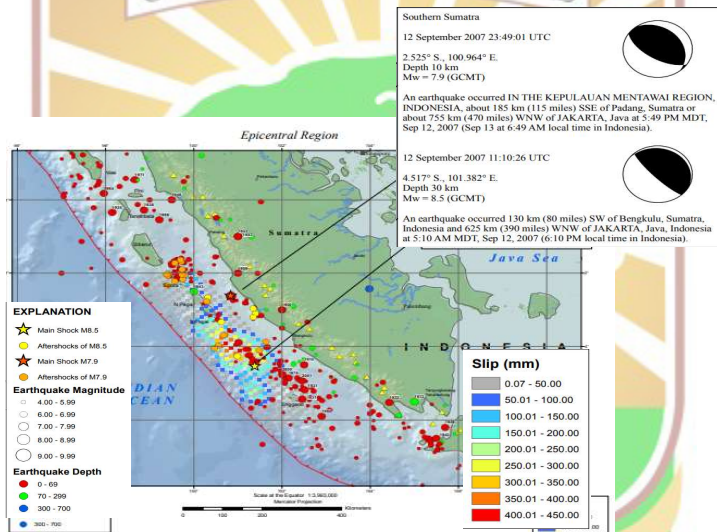 Southern Sumatra
12 September 2007 23:49:01 UTC
2.525° S., 100.964° E.
Depth 10 km
Mw = 7.9 (GCMT)
An earthquake occurred IN THE KEPULAUAN MENTAWAI REGION,
INDONESIA, about 185 km (115 miles) SSE of Padang, Sumatra or
about 755 km (470 miles) WNW of JAKARTA, Java at 5:49 PM MDT,
Sep 12, 2007 (Sep 13 at 6:49 AM local time in Indonesia).
12 September 2007 11:10:26 UTC
4.517° S., 101.382° E.
Depth 30 km
Mw = 8.5 (GCMT)
An earthquake occurred 130 km (80 miles) SW of Bengkulu, Sumatra,
Indonesia and 625 km (390 miles) WNW of JAKARTA, Java, Indonesia
at 5:10 AM MDT, Sep 12, 2007 (6:10 PM local time in Indonesia).
Epicentral Region
Sumatra
Java Sea
INDONESIA
DIAN
CEAN
EXPLANATION
Main Shock M8.5
Aftershocks of M8.5
Main Shock M7.9
Aftershocks of M7.9
Earthquake Magnitude
4.00 - 5.99
6.00 - 6.99
7.00 - 7.99
8.00 - 8.99
9.00 - 9.99
Earthquake Depth
0 - 69
70 - 299
300 - 700
300 - 700
Slip (mm)
0.07 - 50.00
50.01 - 100.00
100.01 - 150.00
150.01 - 200.00
200.01 - 250.00
250.01 - 300.00
300.01 - 350.00
350.01 - 400.00
400.01 - 450.00
Scale at the Equator 1:3,960,000
Mercator Projection
Kilometers
0 100 200 400